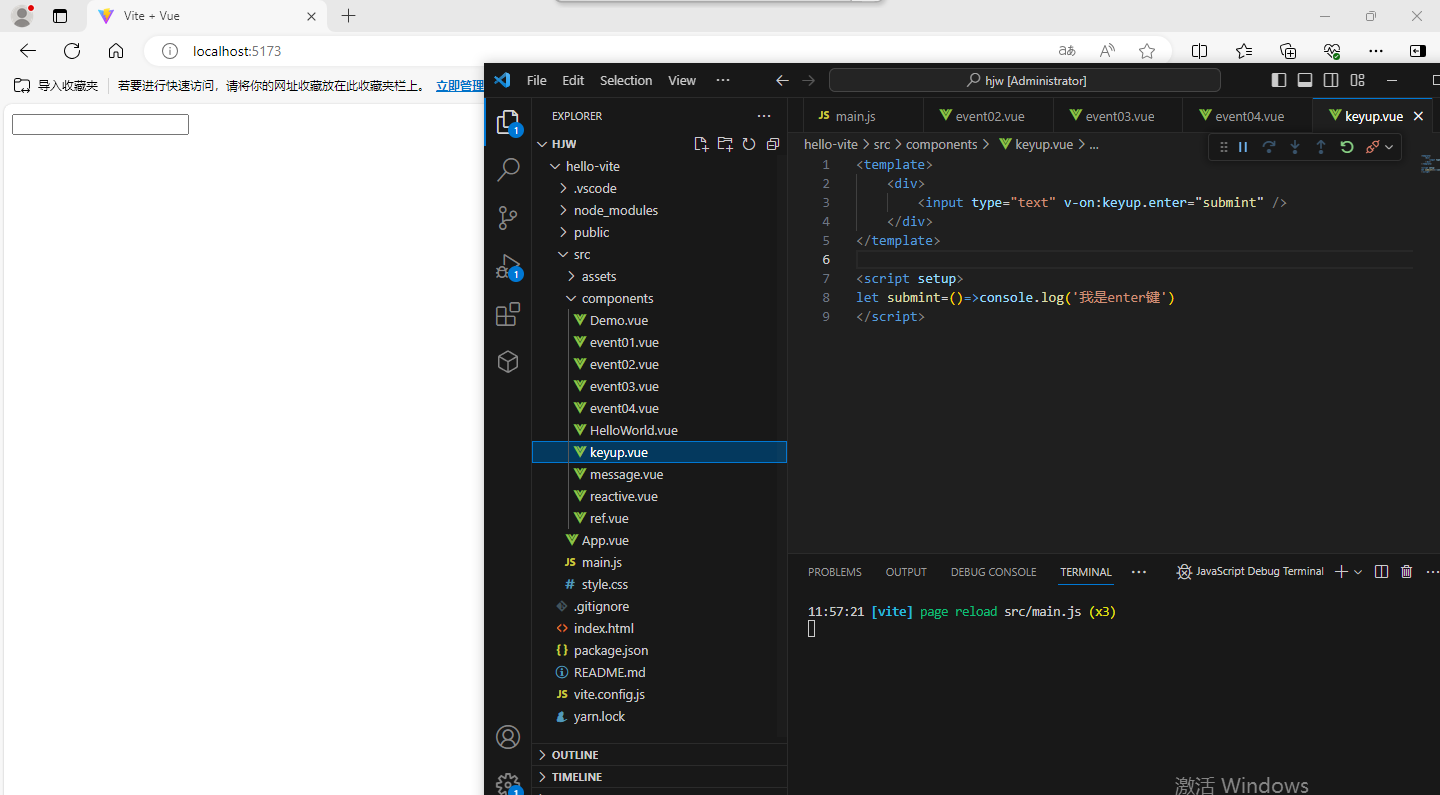 Vite + Vue
localhost:5173
导入收藏夹
若要进行快速访问，请将你的网址收藏放在此收藏夹栏上。 立即管理
File Edit Selection View ···
hjw [Administrator]
EXPLORER
HJW
hello-vite
.vscode
node_modules
public
src
assets
components
Demo.vue
event01.vue
event02.vue
event03.vue
event04.vue
HelloWorld.vue
keyup.vue
message.vue
reactive.vue
ref.vue
App.vue
JS main.js
# style.css
.gitignore
<> index.html
{} package.json
README.md
JS vite.config.js
yarn.lock
OUTLINE
TIMELINE
1
1
1
JS main.js event02.vue event03.vue event04.vue keyup.vue
hello-vite > src > components > keyup.vue > ...
1 <template>
2 <div>
3 <input type="text" v-on:keyup.enter="submint" />
4 </div>
5 </template>
6
7 <script setup>
8 let submint=()=>console.log('我是enter键')
9 </script>
PROBLEMS OUTPUT DEBUG CONSOLE TERMINAL ··· JavaScript Debug Terminal
11:57:21 [vite] page reload src/main.js (x3)
激活 Windows